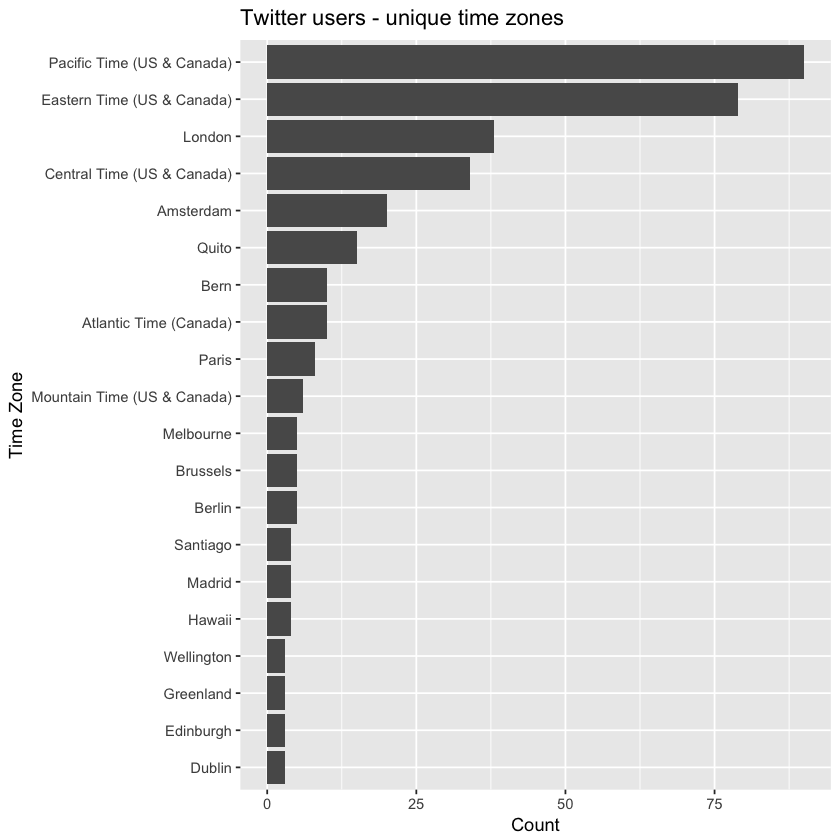 Twitter users - unique time zones
Pacific Time (US & Canada)
Eastern Time (US & Canada)
London
Central Time (US & Canada)
Amsterdam
Quito
Bern
Atlantic Time (Canada)
Paris
Mountain Time (US & Canada)
Melbourne
Brussels
Berlin
Santiago
Madrid
Hawaii
Wellington
Greenland
Edinburgh
Dublin
Time Zone
0 25 50 75
Count